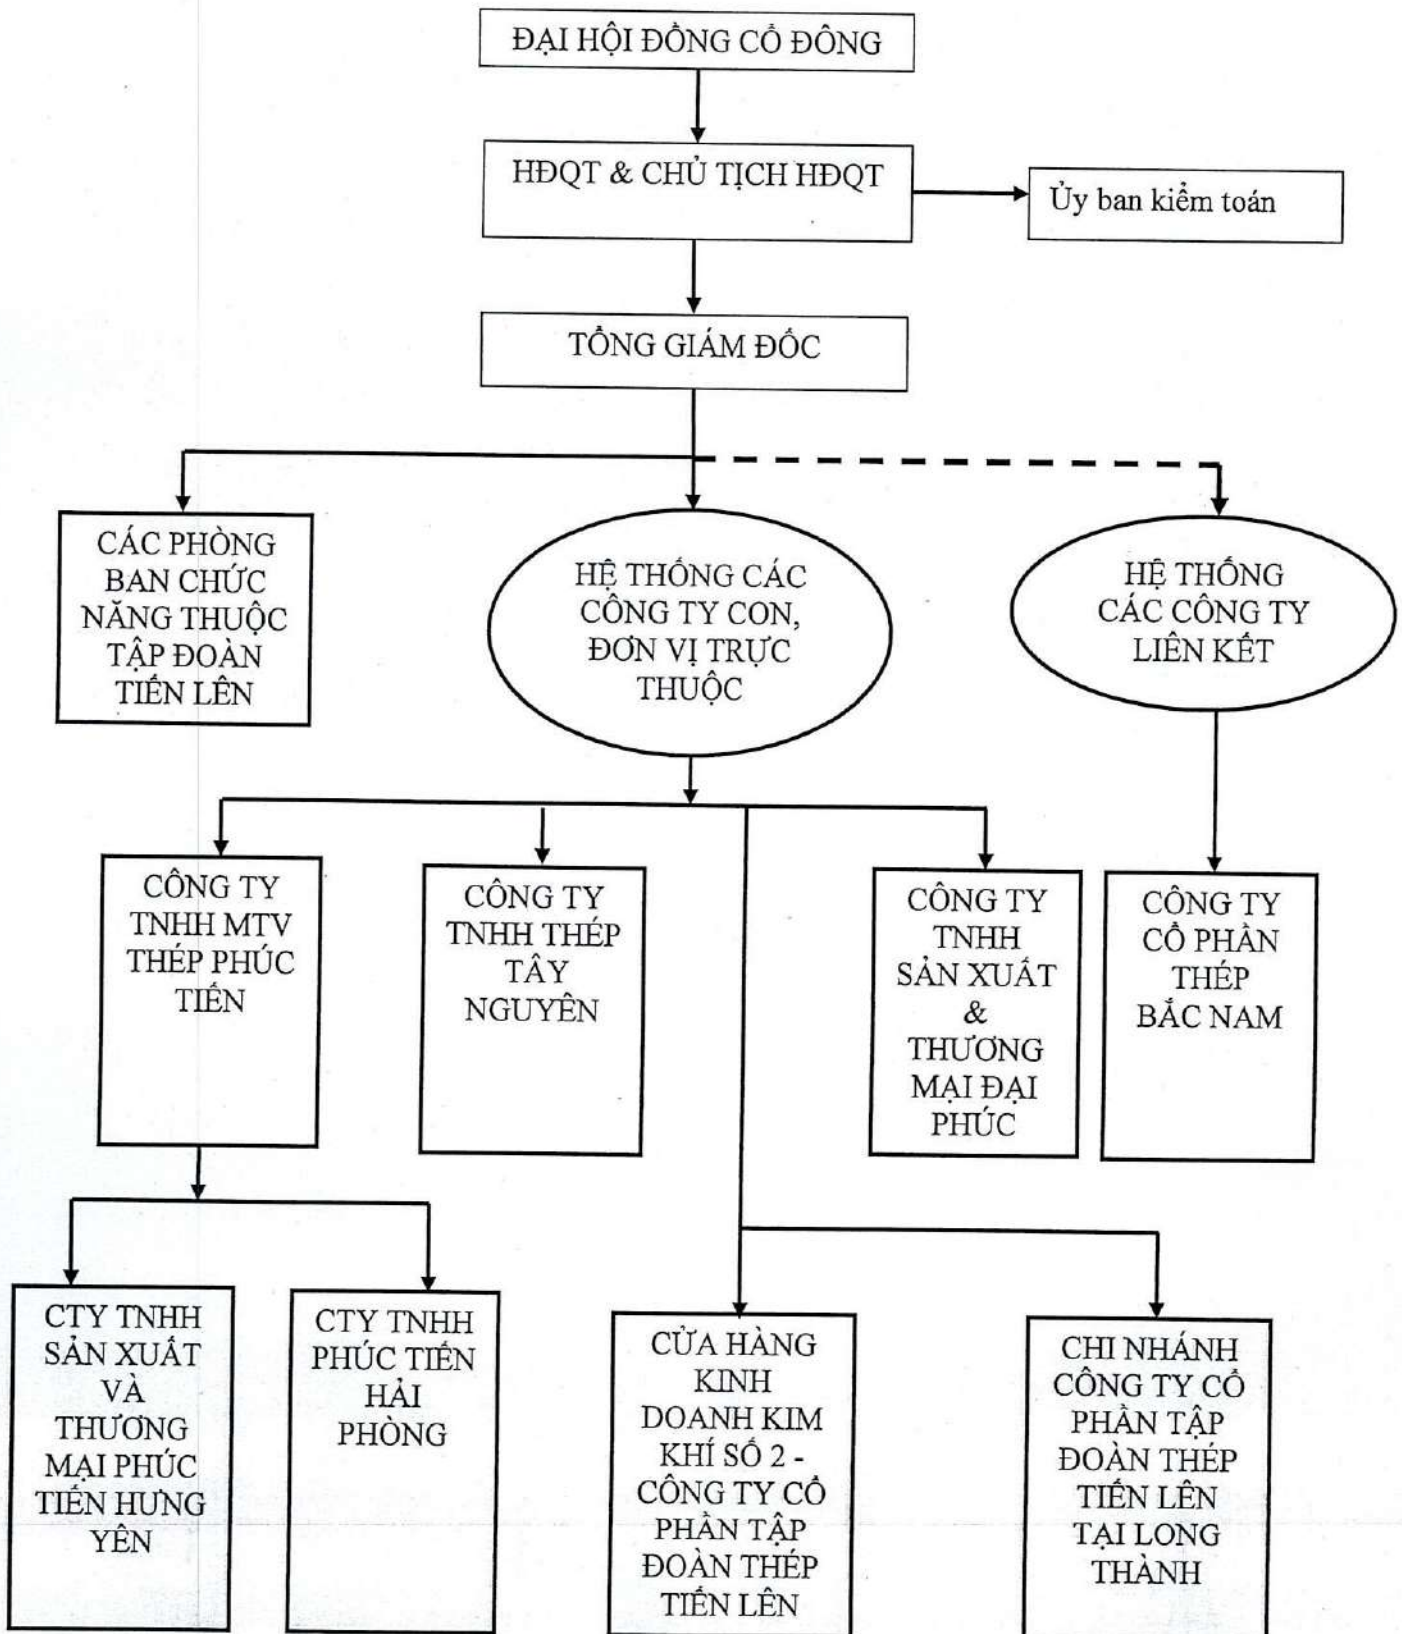 ĐẠI HỘI ĐỒNG CỔ ĐÔNG
HĐQT & CHỦ TỊCH HĐQT
Ủy ban kiểm toán
TỔNG GIÁM ĐỐC
CÁC PHÒNG
BAN CHỨC
NĂNG THUỘC
TẬP ĐOÀN
TIẾN LÊN
HỆ THỐNG CÁC
CÔNG TY CON,
ĐƠN VỊ TRỰC
THUỘC
HỆ THỐNG
CÁC CÔNG TY
LIÊN KẾT
CÔNG TY
TNHH MTV
THÉP PHÚC
TIẾN
CÔNG TY
TNHH THÉP
TÂY
NGUYÊN
CÔNG TY
TNHH
SẢN XUẤT
&
THƯƠNG
MẠI ĐẠI
PHÚC
CÔNG TY
CỔ PHẦN
THÉP
BẮC NAM
CTY TNHH
SẢN XUẤT
VÀ
THƯƠNG
MẠI PHÚC
TIẾN HƯNG
YÊN
CTY TNHH
PHÚC TIẾN
HẢI
PHÒNG
CỬA HÀNG
KINH
DOANH KIM
KHÍ SỐ 2 -
CÔNG TY CỔ
PHẦN TẬP
ĐOÀN THÉP
TIẾN LÊN
CHI NHÁNH
CÔNG TY CỔ
PHẦN TẬP
ĐOÀN THÉP
TIẾN LÊN
TẠI LONG
THÀNH